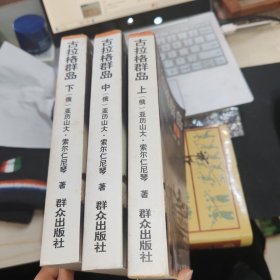 古拉格群岛 下 〔俄〕亚历山大·索尔仁尼琴 著 群众出版社
古拉格群岛 中 〔俄〕亚历山大·索尔仁尼琴 著 群众出版社
古拉格群岛 上 〔俄〕亚历山大·索尔仁尼琴 著 群众出版社